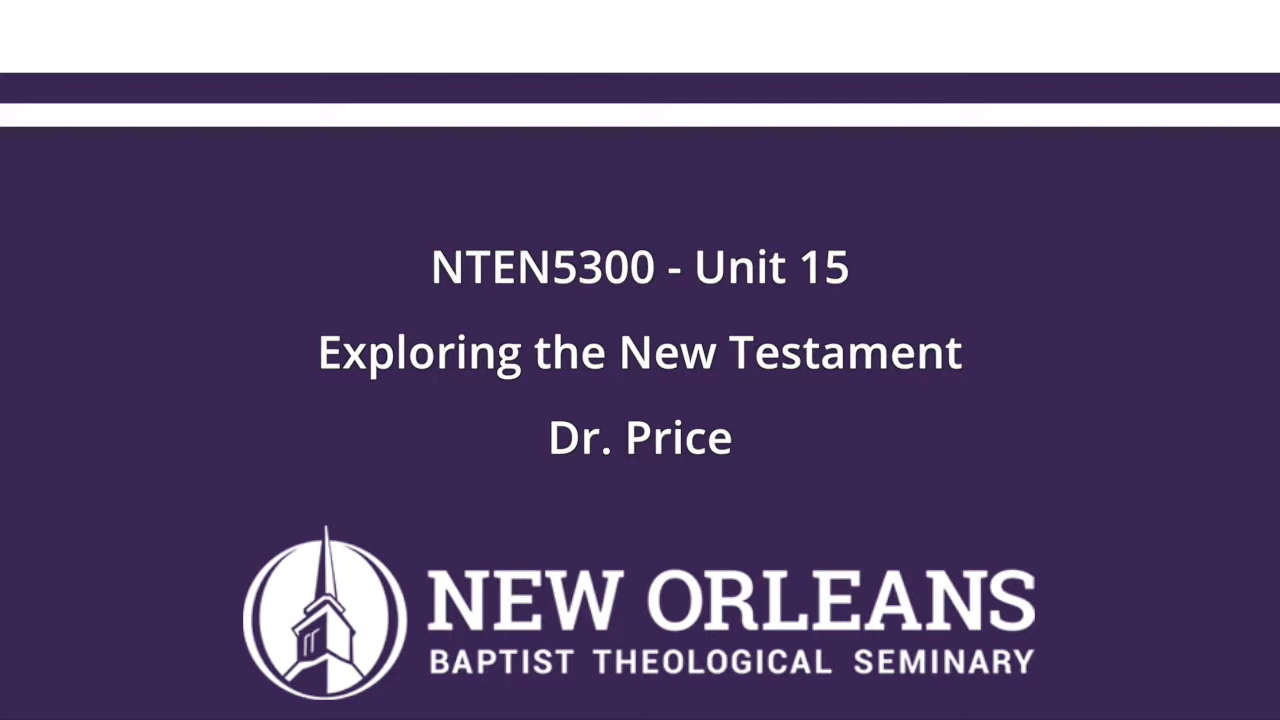 NTEN5300 - Unit 15
Exploring the New Testament
Dr. Price
NEW ORLEANS
BAPTIST THEOLOGICAL SEMINARY